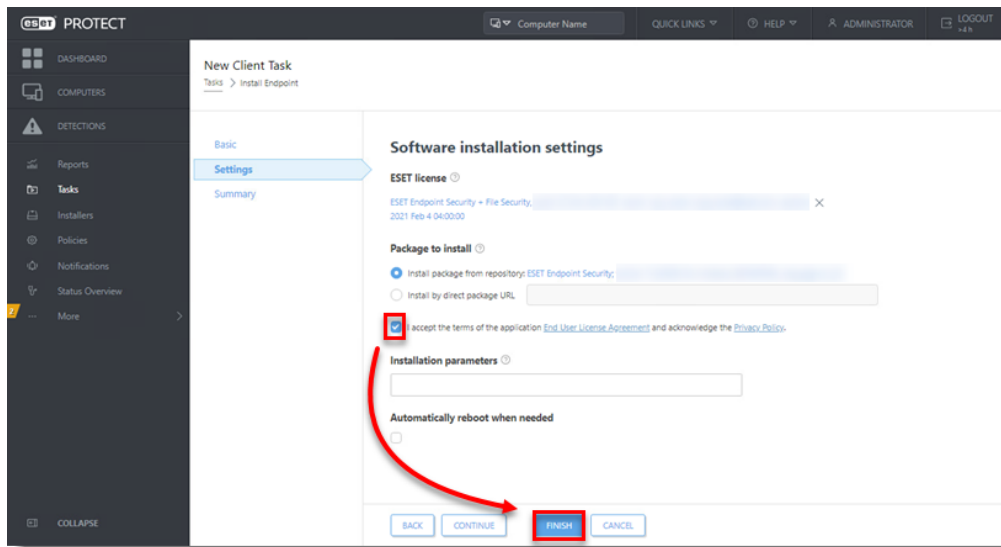 eset PROTECT
Computer Name
QUICK LINKS
HELP
ADMINISTRATOR
LOGOUT
>4 h
DASHBOARD
COMPUTERS
DETECTIONS
Reports
Tasks
Installers
Policies
Notifications
Status Overview
2
... More
COLLAPSE
New Client Task
Tasks > Install Endpoint
Basic
Settings
Summary
Software installation settings
ESET license ?
ESET Endpoint Security + File Security,
2021 Feb 4 04:00:00
Package to install ?
Install package from repository: ESET Endpoint Security;
Install by direct package URL
I accept the terms of the application End User License Agreement and acknowledge the Privacy Policy.
Installation parameters ?
Automatically reboot when needed
BACK
CONTINUE
FINISH
CANCEL